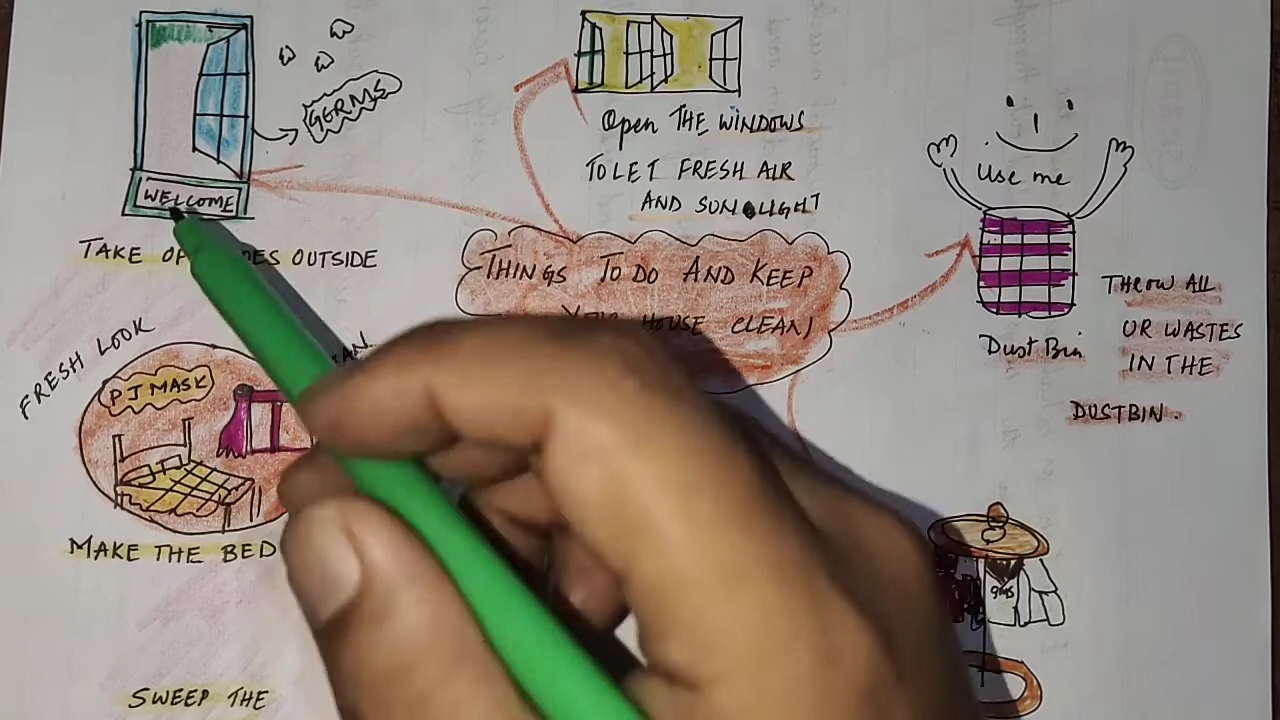 GERMS
WELCOME
TAKE OUTSIDE
Open THE WINDOWS
TO LET FRESH AIR
AND SUNLIGHT
THINGS TO DO AND KEEP
YOUR HOUSE CLEAN
Use me
Dust Bin
THROW ALL
UR WASTES
IN THE
DUSTBIN.
FRESH LOOK
PJ MASK
MAKE THE BED
SWEEP THE